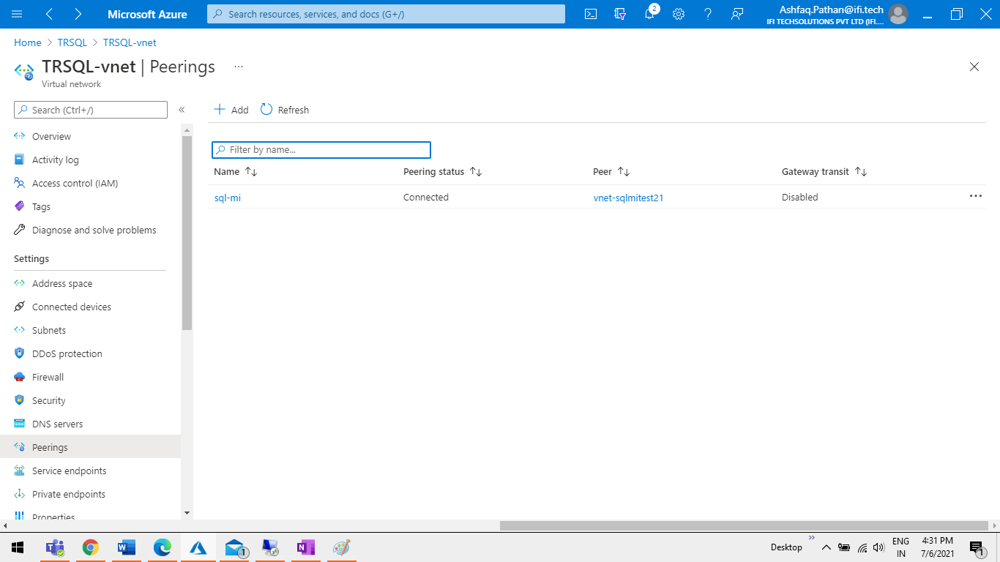 Microsoft Azure
Search resources, services, and docs (G+/)
2
Ashfaq.Pathan@ifi.tech
IFI TECHSOLUTIONS PVT LTD (IFI....
Home > TRSQL > TRSQL-vnet
TRSQL-vnet | Peerings ...
Virtual network
Search (Ctrl+/)
«
Add
Refresh
Overview
Activity log
Access control (IAM)
Tags
Diagnose and solve problems
Settings
Address space
Connected devices
Subnets
DDoS protection
Firewall
Security
DNS servers
Peerings
Service endpoints
Private endpoints
Properties
Filter by name...
Name Peering status Peer Gateway transit
sql-mi Connected vnet-sqlmitest21 Disabled ...
1
Desktop
»
ENG
IN
4:31 PM
7/6/2021
1